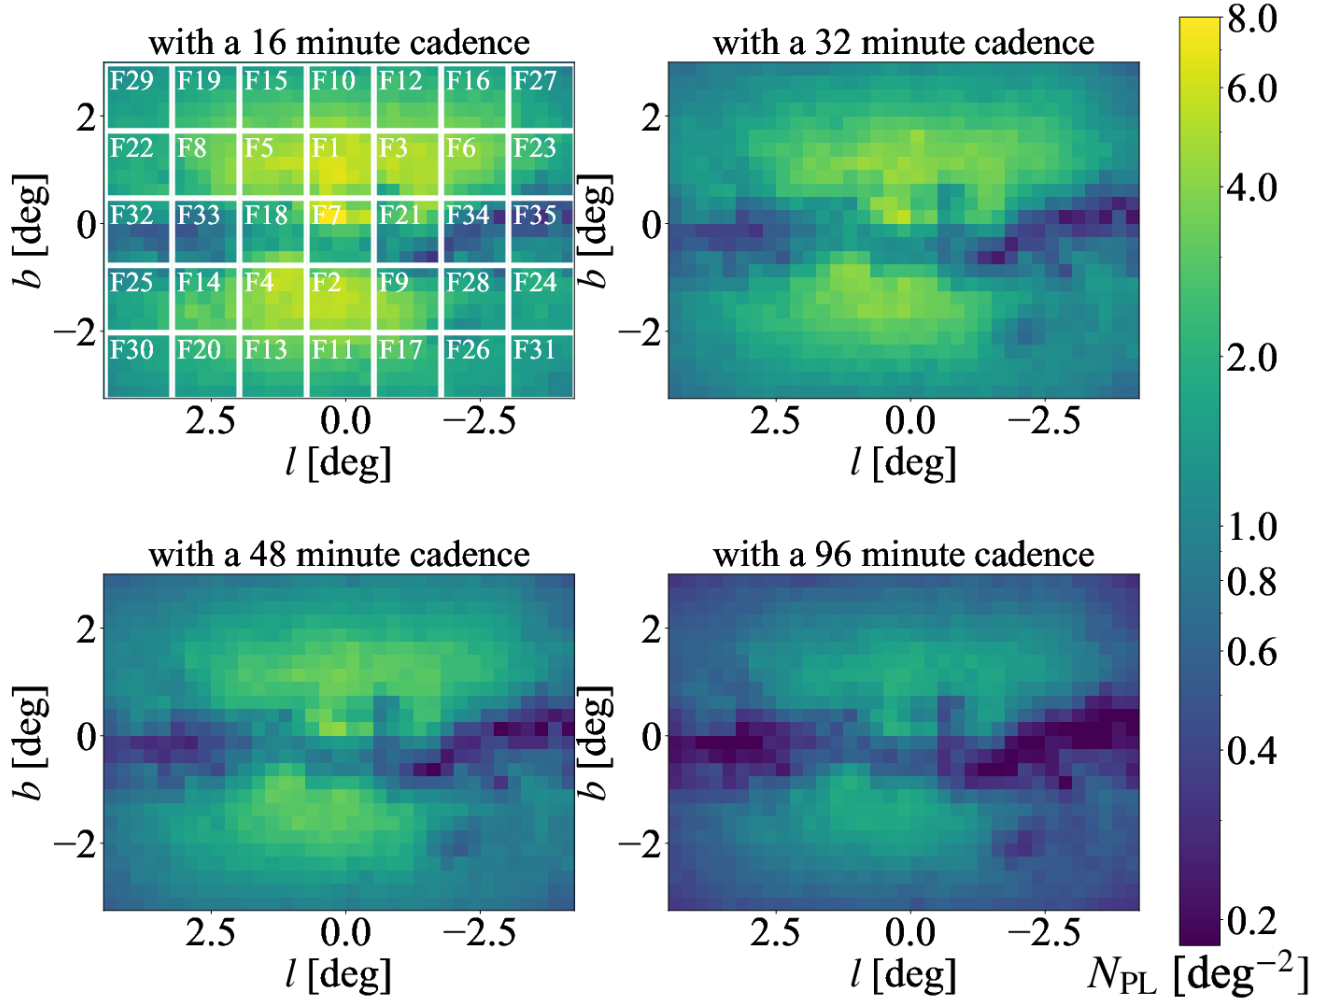 with a 16 minute cadence
with a 32 minute cadence
F29 F19 F15 F10 F12 F16 F27
F22 F8 F5 F1 F3 F6 F23
F32 F33 F18 F7 F21 F34 F35
F25 F14 F4 F2 F9 F28 F24
F30 F20 F13 F11 F17 F26 F31
2
0
−2
b [deg]
2.5 0.0 −2.5
l [deg]
2
0
−2
b [deg]
2.5 0.0 −2.5
l [deg]
with a 48 minute cadence
with a 96 minute cadence
2
0
−2
b [deg]
2.5 0.0 −2.5
l [deg]
2
0
−2
b [deg]
2.5 0.0 −2.5
l [deg]
8.0
6.0
4.0
2.0
1.0
0.8
0.6
0.4
0.2
N_PL [deg⁻²]